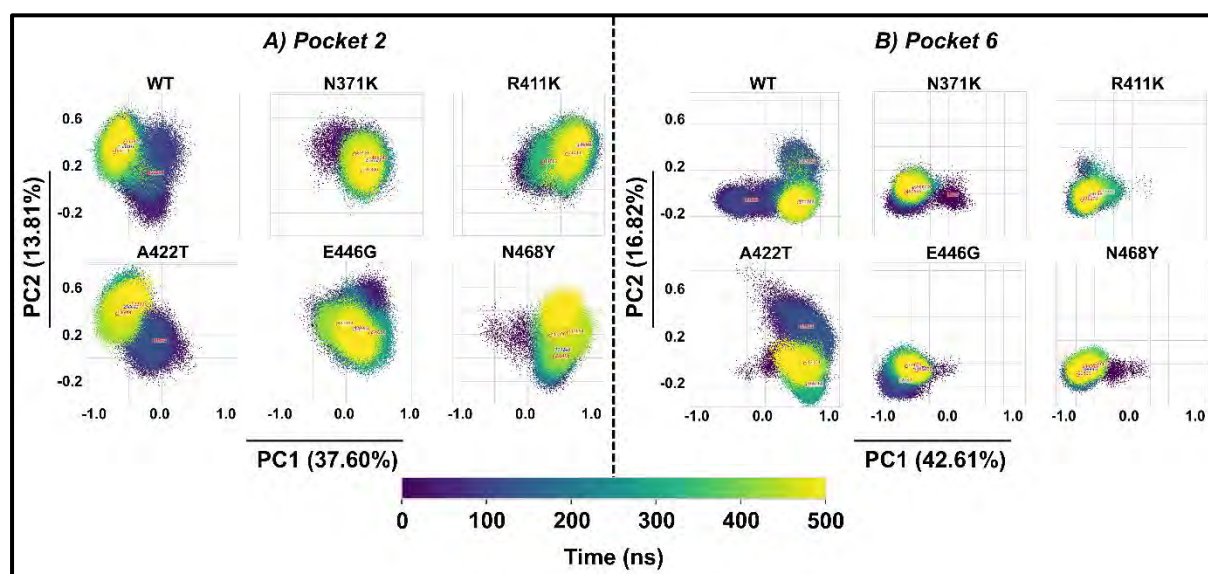 A) Pocket 2
B) Pocket 6
WT N371K R411K
WT N371K R411K
0.6
0.2
-0.2
0.6
0.2
-0.2
A422T E446G N468Y
A422T E446G N468Y
0.6
0.2
-0.2
0.6
0.2
-0.2
PC2 (13.81%)
PC2 (16.82%)
-1.0 0.0 1.0 0.0 1.0 0.0 1.0
-1.0 0.0 1.0 -1.0 0.0 1.0 -1.0 0.0 1.0
PC1 (37.60%)
PC1 (42.61%)
0 100 200 300 400 500
Time (ns)